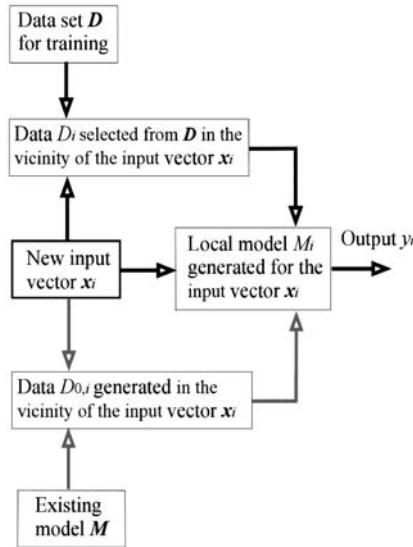 Data set D
for training
Data Di selected from D in the
vicinity of the input vector xi
New input
vector xi
Local model Mi
generated for the
input vector xi
Output yi
Data D0,i generated in the
vicinity of the input vector xi
Existing
model M